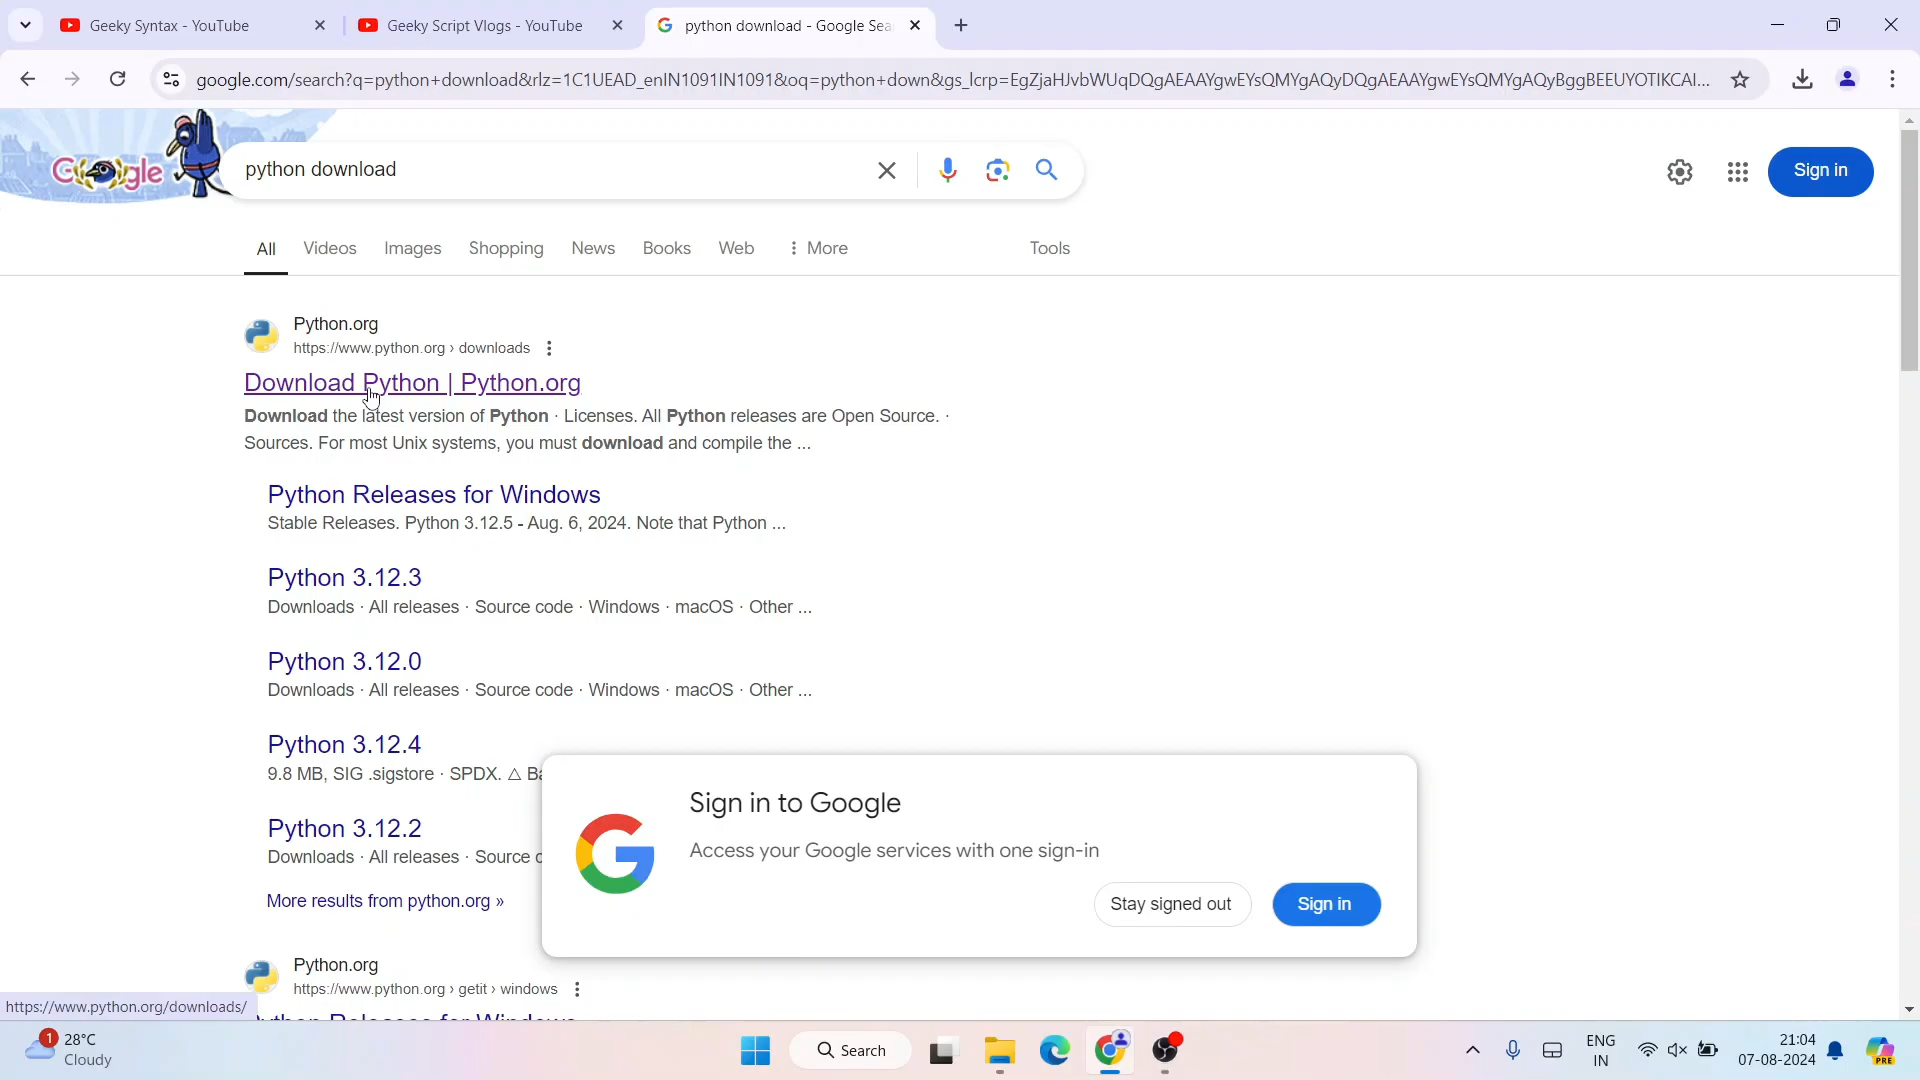 Geeky Syntax - YouTube
Geeky Script Vlogs - YouTube
python download - Google Sea
google.com/search?q=python+download&rlz=1C1UEAD_enIN1091IN1091&oq=python+down&gs_lcrp=EgZjaHJvbWUqDQgAEAAYgwEYsQMYgAQyDQgAEAAYgwEYsQMYgAQyBggBEEUYOTIKCAI...
Google
python download
Sign in
All
Videos
Images
Shopping
News
Books
Web
More
Tools
Python.org
https://www.python.org › downloads
Download Python | Python.org
Download the latest version of Python · Licenses. All Python releases are Open Source. ·
Sources. For most Unix systems, you must download and compile the ...
Python Releases for Windows
Stable Releases. Python 3.12.5 - Aug. 6, 2024. Note that Python ...
Python 3.12.3
Downloads · All releases · Source code · Windows · macOS · Other ...
Python 3.12.0
Downloads · All releases · Source code · Windows · macOS · Other ...
Python 3.12.4
9.8 MB, SIG .sigstore · SPDX. △ Ba
Python 3.12.2
Downloads · All releases · Source c
More results from python.org »
Sign in to Google
Access your Google services with one sign-in
Stay signed out
Sign in
Python.org
https://www.python.org › getit › windows
Python Releases for Windows
https://www.python.org/downloads/
1
28°C
Cloudy
Search
ENG
IN
21:04
07-08-2024
PRE